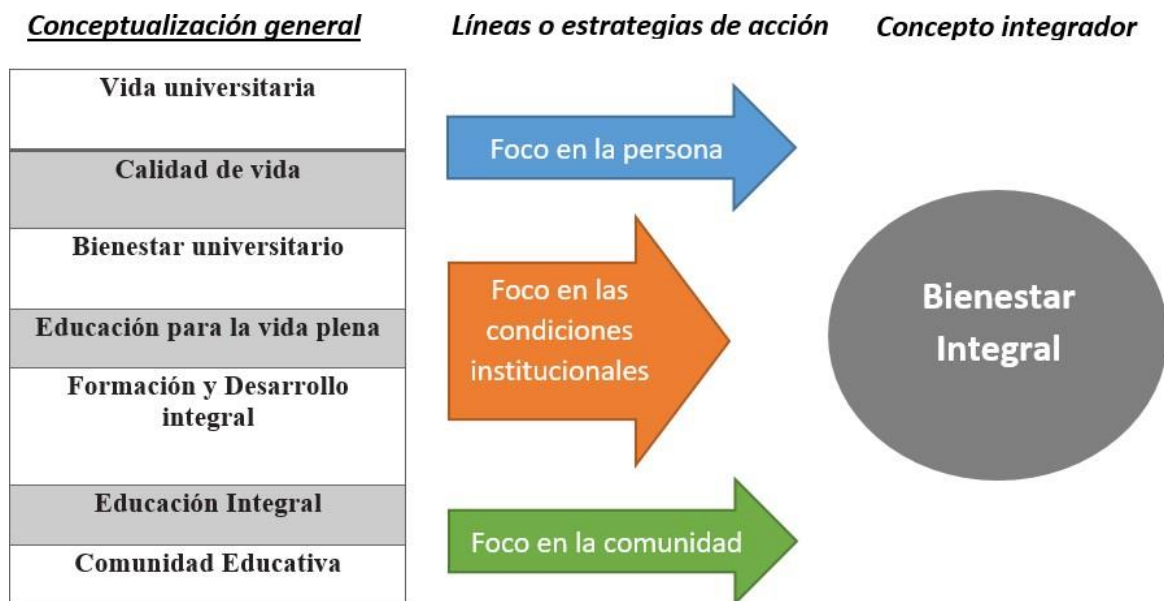 Conceptualización general
Líneas o estrategias de acción
Concepto integrador
Vida universitaria
Calidad de vida
Bienestar universitario
Educación para la vida plena
Formación y Desarrollo
integral
Educación Integral
Comunidad Educativa
Foco en la persona
Foco en las
condiciones
institucionales
Foco en la comunidad
Bienestar
Integral